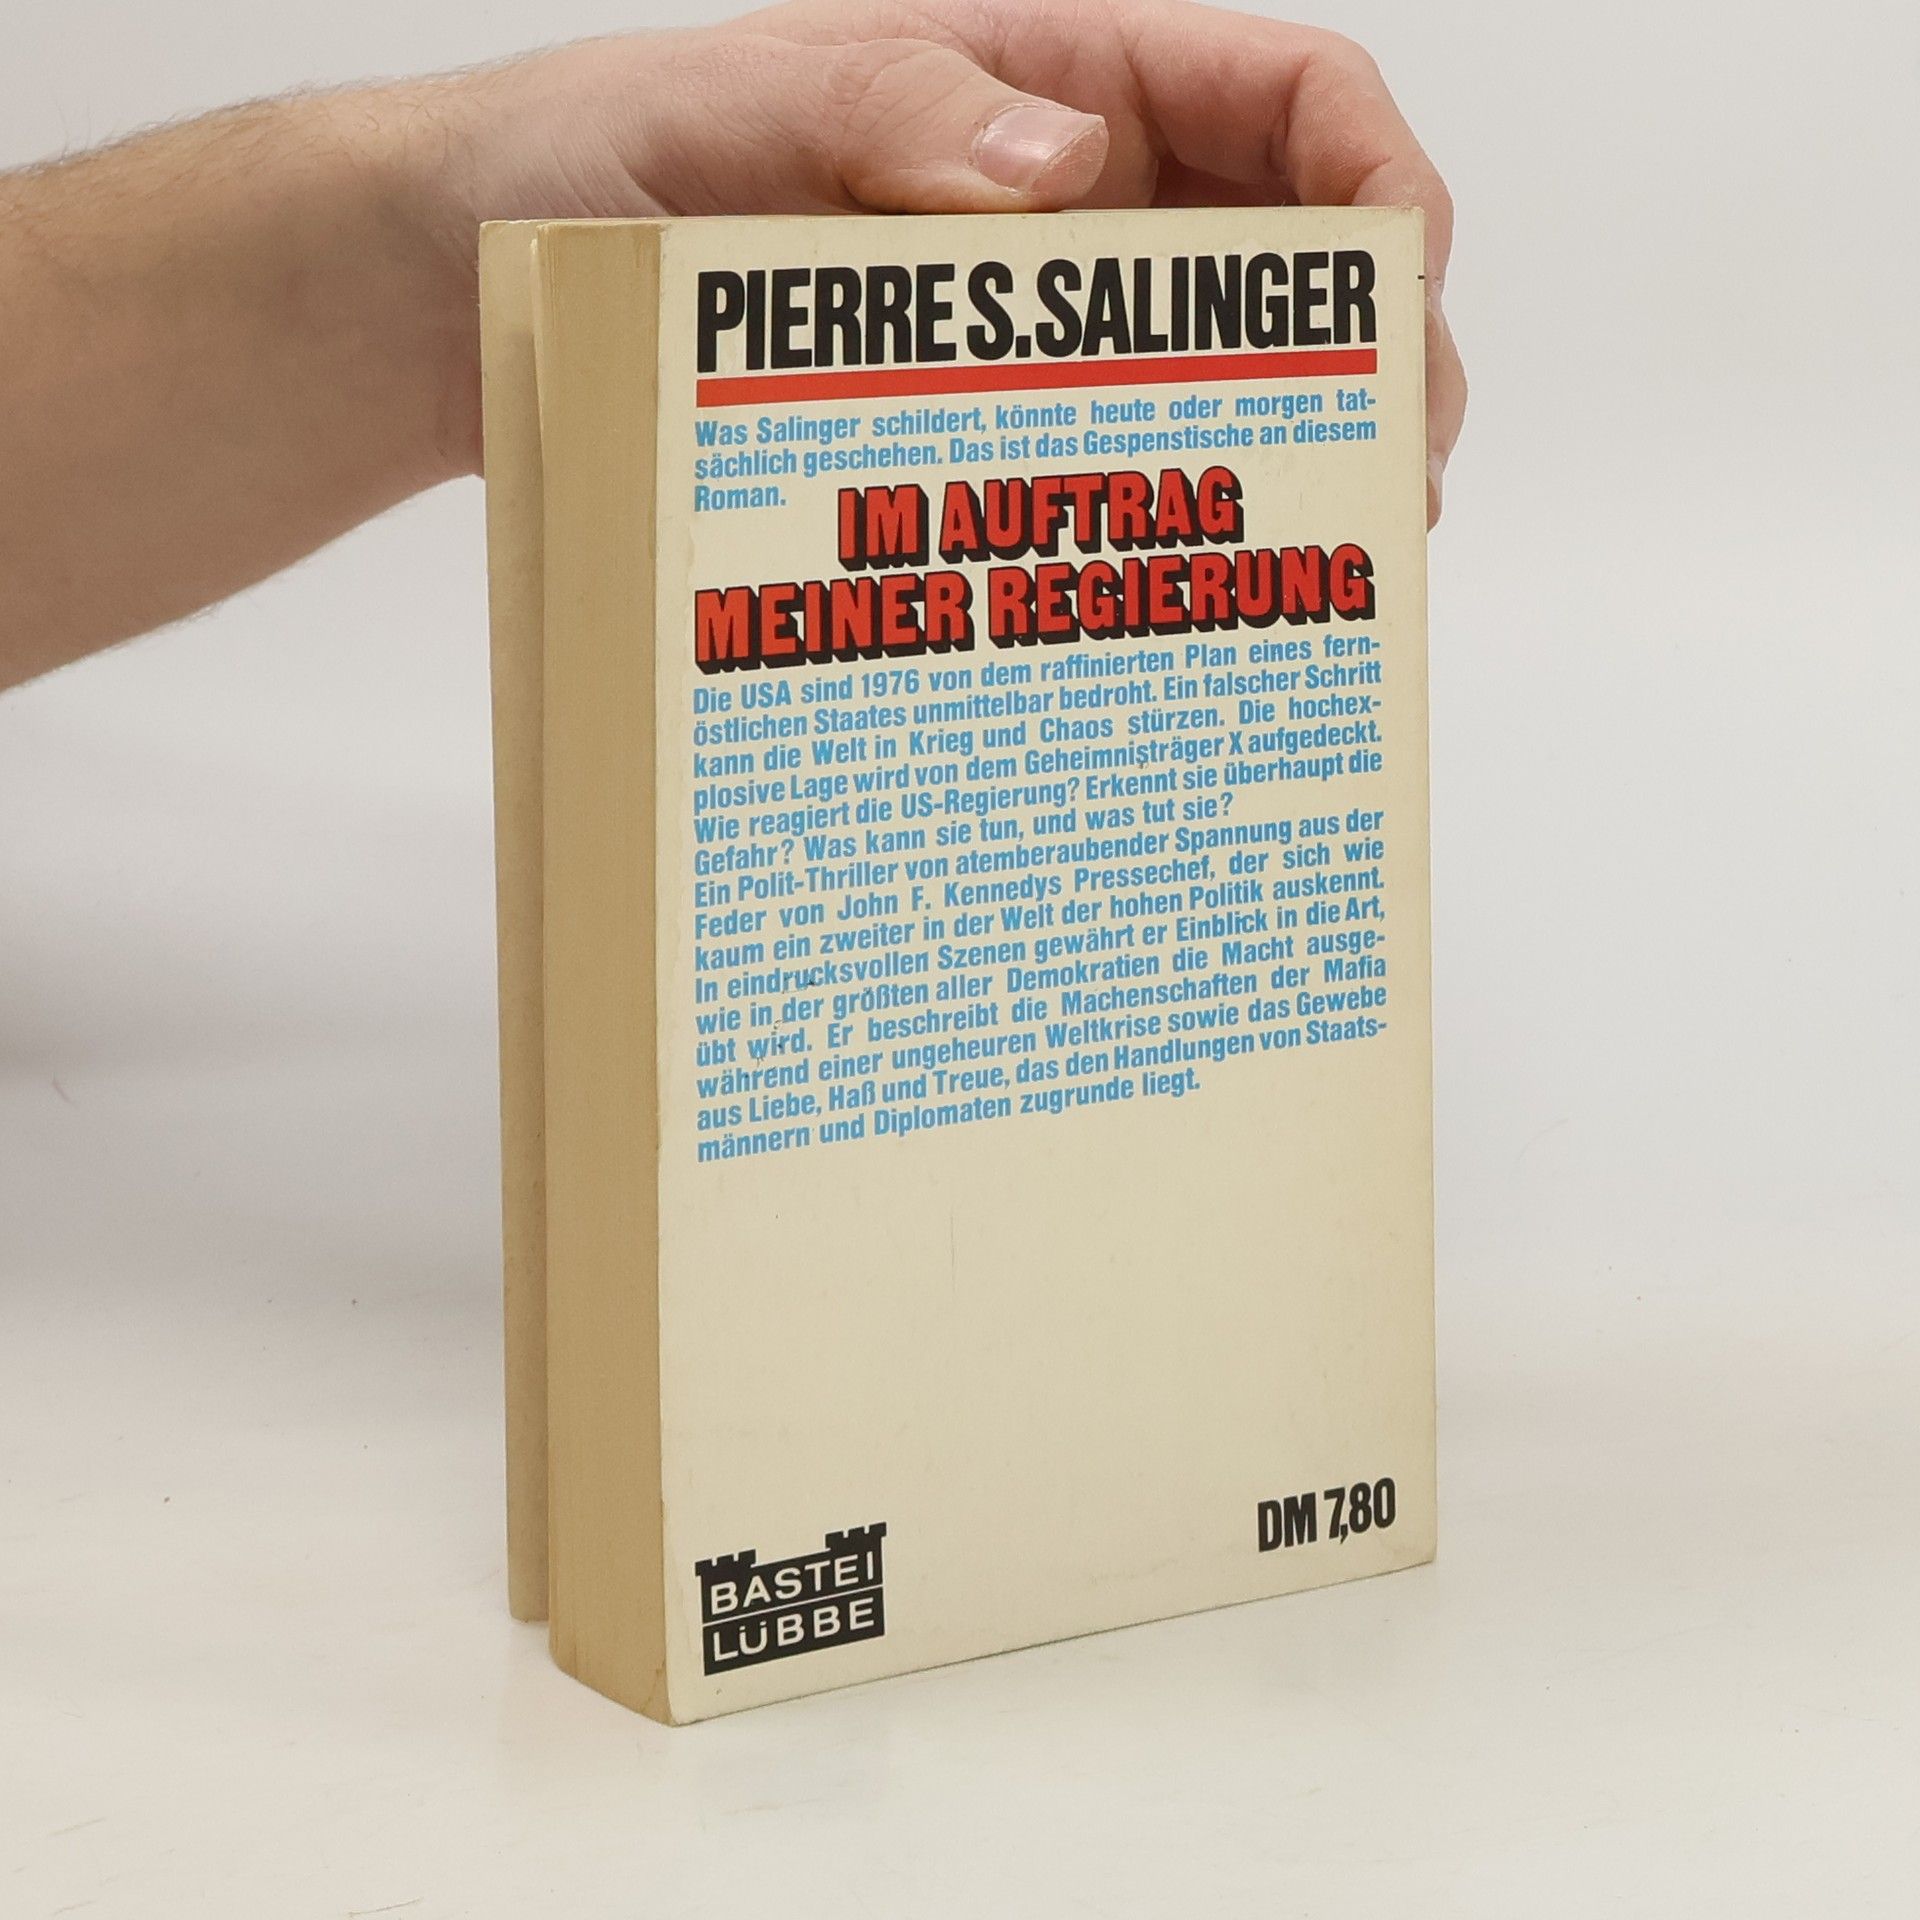 PIERRE S. SALINGER
Was Salinger schildert, könnte heute oder morgen tat-
sächlich geschehen. Das ist das Gespenstische an diesem
Roman.
IM AUFTRAG
MEINER REGIERUNG
Die USA sind 1976 von dem raffinierten Plan eines fern-
östlichen Staates unmittelbar bedroht. Ein falscher Schritt
kann die Welt in Krieg und Chaos stürzen. Die hochex-
plosive Lage wird von dem Geheimnisträger X aufgedeckt.
Wie reagiert die US-Regierung? Erkennt sie überhaupt die
Gefahr? Was kann sie tun, und was tut sie?
Ein Polit-Thriller von atemberaubender Spannung aus der
Feder von John F. Kennedys Pressechef, der sich wie
kaum ein zweiter in der Welt der hohen Politik auskennt.
In eindrucksvollen Szenen gewährt er Einblick in die Art,
wie in der größten aller Demokratien die Macht ausge-
übt wird. Er beschreibt die Machenschaften der Mafia
während einer ungeheuren Weltkrise sowie das Gewebe
aus Liebe, Haß und Treue, das den Handlungen von Staats-
männern und Diplomaten zugrunde liegt.
DM 7,80
BASTEI
LÜBBE